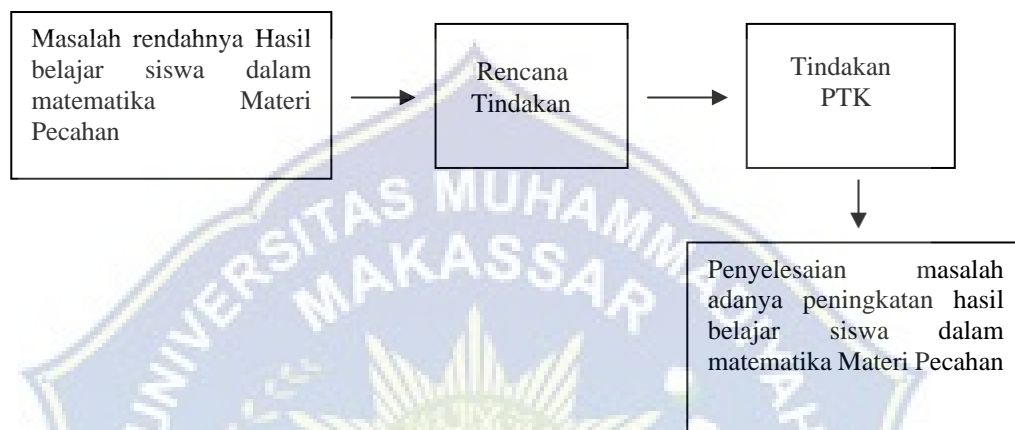 Masalah rendahnya Hasil
belajar siswa dalam
matematika Materi
Pecahan
Rencana
Tindakan
Tindakan
PTK
Penyelesaian masalah
adanya peningkatan hasil
belajar siswa dalam
matematika Materi Pecahan
UNIVERSITAS MUHAMMADIYAH
MAKASSAR